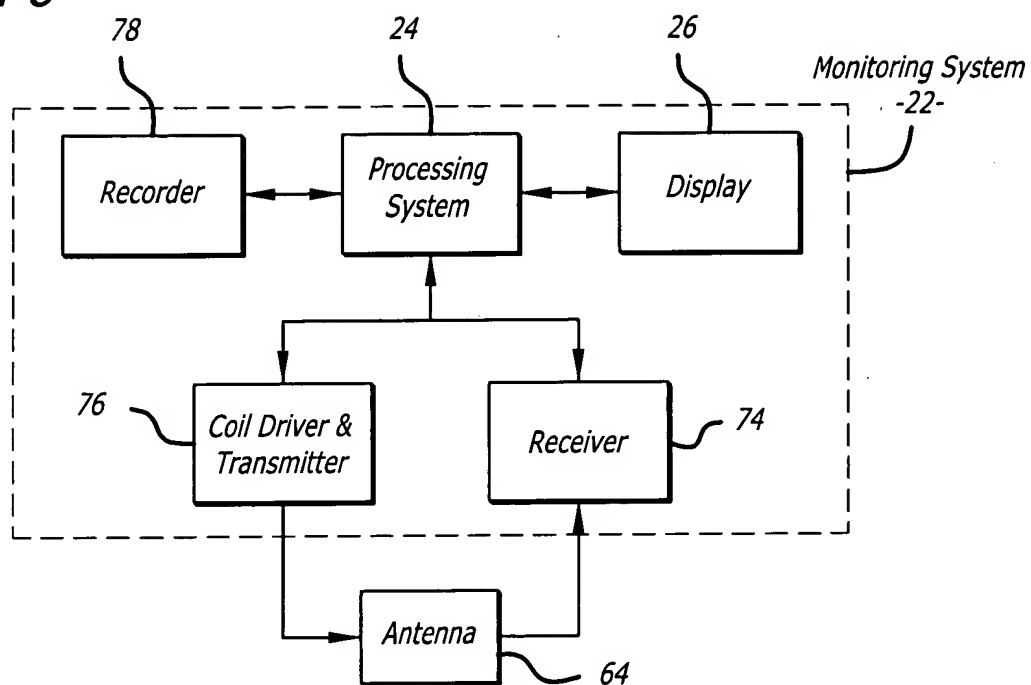 78
24
26
Monitoring System
-22-
Recorder
Processing
System
Display
76
Coil Driver &
Transmitter
Receiver
74
Antenna
64